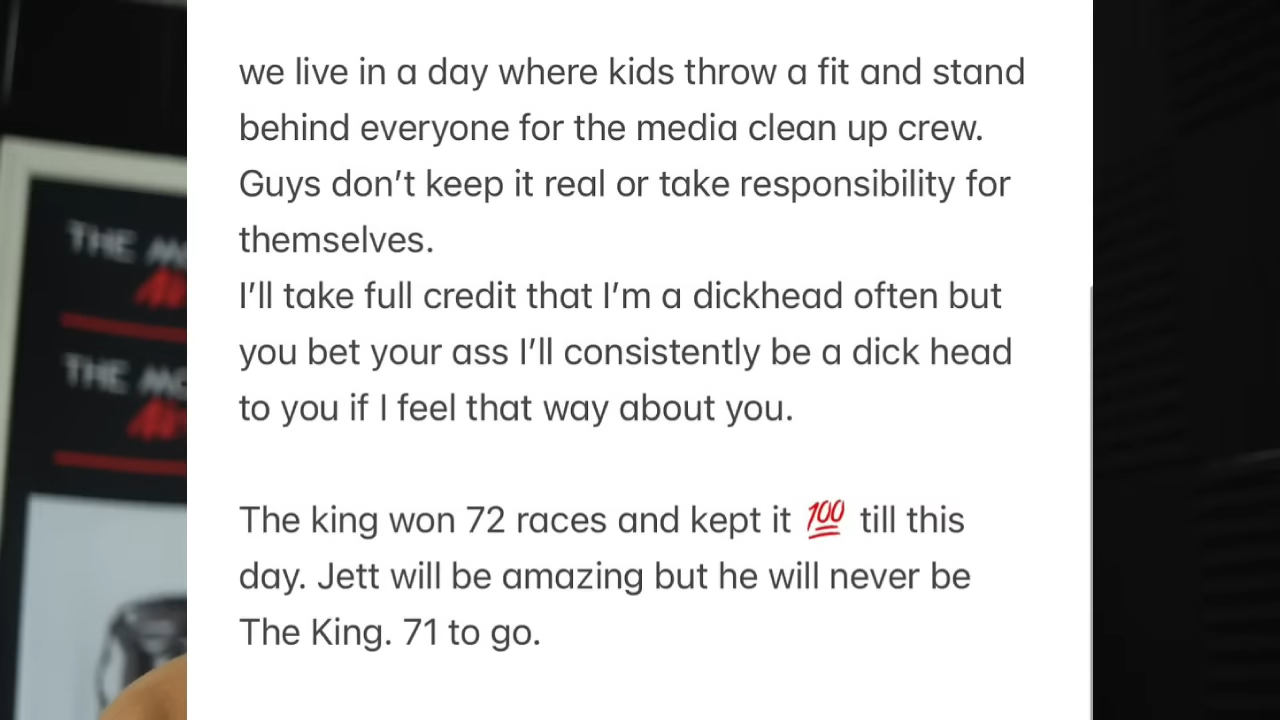 we live in a day where kids throw a fit and stand
behind everyone for the media clean up crew.
Guys don’t keep it real or take responsibility for
themselves.
I’ll take full credit that I’m a dickhead often but
you bet your ass I’ll consistently be a dick head
to you if I feel that way about you.
The king won 72 races and kept it 💯 till this
day. Jett will be amazing but he will never be
The King. 71 to go.
THE
THE